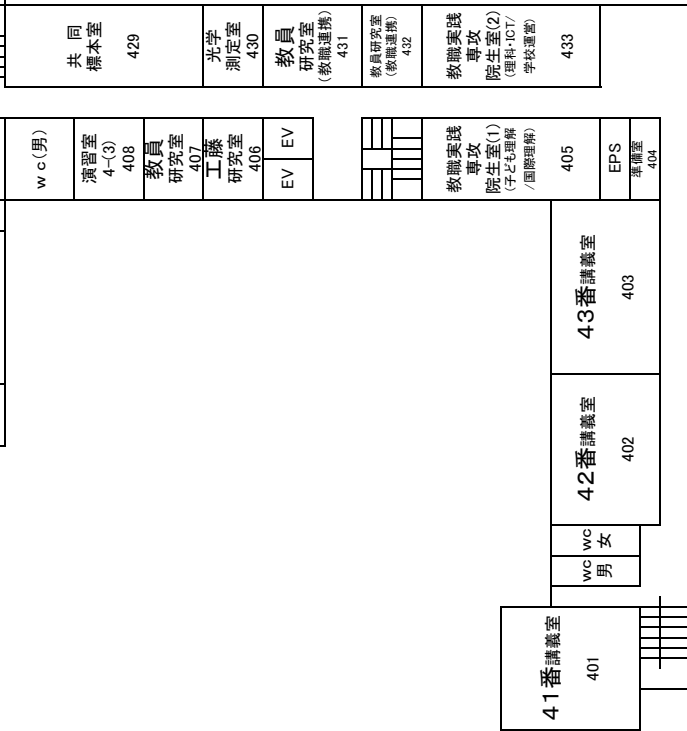 共 同
標本室
429
光学
測定室
430
教員
研究室
(教職連携)
431
教員研究室
(教職連携)
432
教職実践
専攻
院生室(2)
(理科・ICT/
学校運営)
433
wc(男)
演習室
4-(3)
408
教員
研究室
407
工藤
研究室
406
EV
EV
教職実践
専攻
院生室(1)
(子ども理解
/国際理解)
405
EPS
準備室
404
43番講義室
403
42番講義室
402
wc
女
wc
男
41番講義室
401